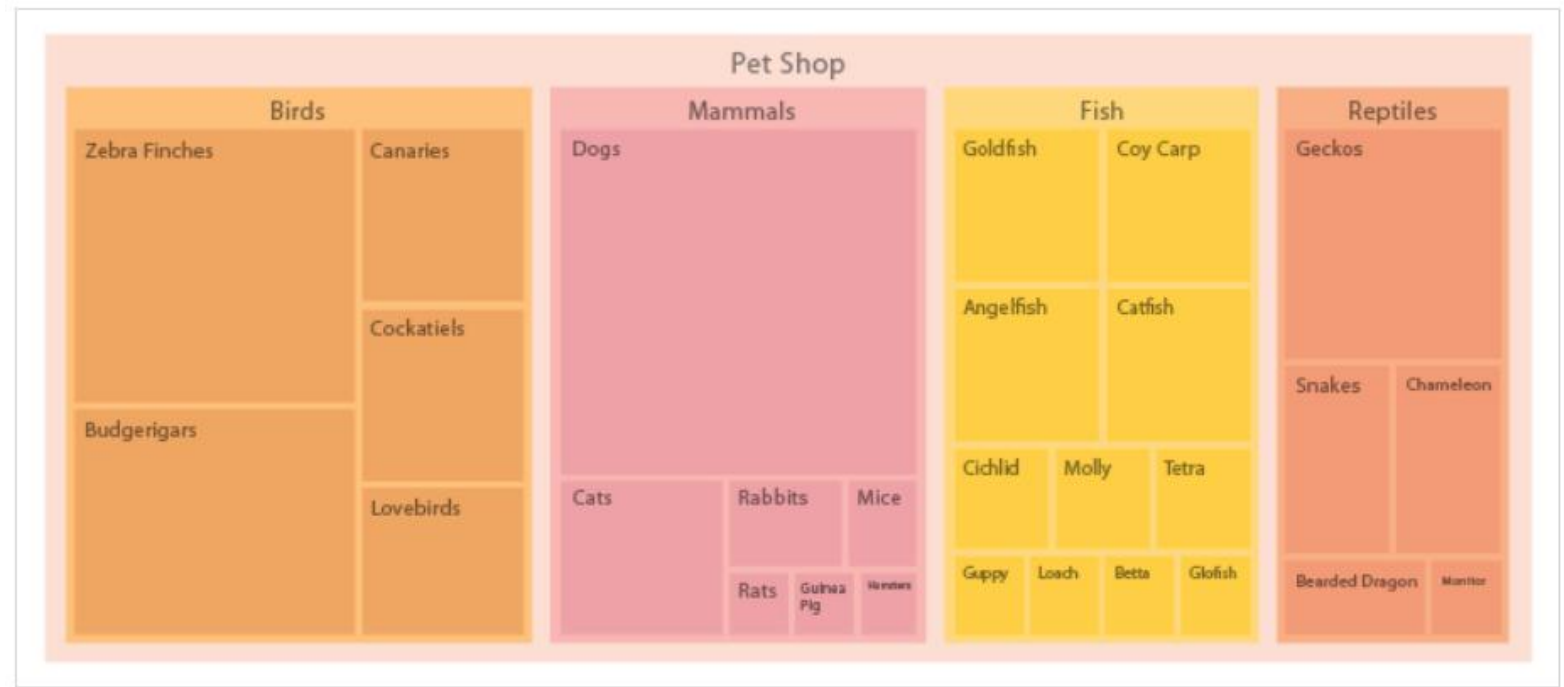 Pet Shop
Birds
Zebra Finches
Canaries
Cockatiels
Budgerigars
Lovebirds
Mammals
Dogs
Cats
Rabbits
Mice
Rats
Guinea
Pig
Hamsters
Fish
Goldfish
Coy Carp
Angelfish
Catfish
Cichlid
Molly
Tetra
Guppy
Loach
Betta
Glofish
Reptiles
Geckos
Snakes
Chameleon
Bearded Dragon
Monitor